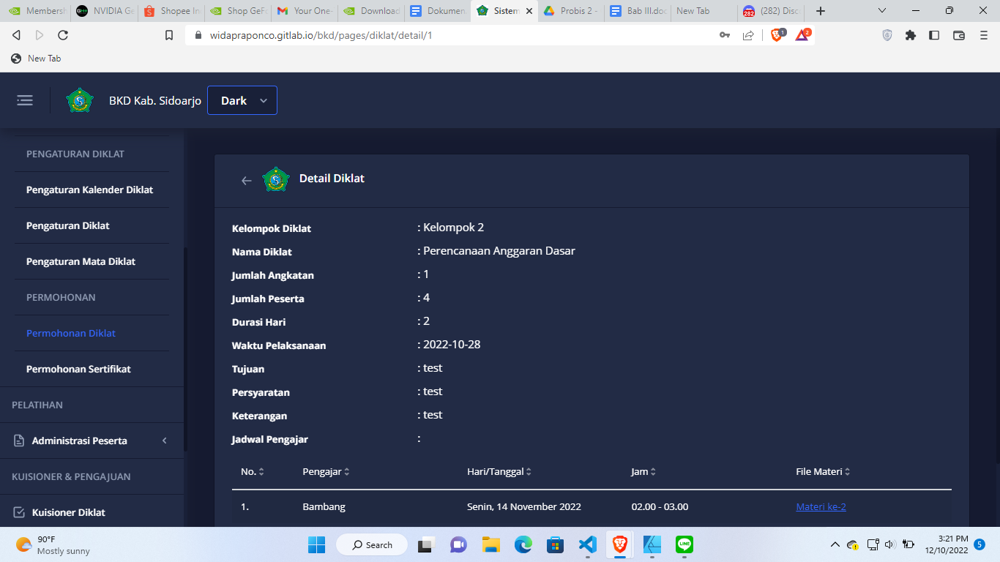 Membersh
NVIDIA Ge
Shopee In
Shop GeF
Your One-
Download
Dokumen
Sistem
Probis 2 -
Bab III.doc
New Tab
(282) Disc
widapraponco.gitlab.io/bkd/pages/diklat/detail/1
1
2
New Tab
BKD Kab. Sidoarjo
Dark
PENGATURAN DIKLAT
Pengaturan Kalender Diklat
Pengaturan Diklat
Pengaturan Mata Diklat
PERMOHONAN
Permohonan Diklat
Permohonan Sertifikat
PELATIHAN
Administrasi Peserta
KUISIONER & PENGAJUAN
Kuisioner Diklat
Detail Diklat
Kelompok Diklat : Kelompok 2
Nama Diklat : Perencanaan Anggaran Dasar
Jumlah Angkatan : 1
Jumlah Peserta : 4
Durasi Hari : 2
Waktu Pelaksanaan : 2022-10-28
Tujuan : test
Persyaratan : test
Keterangan : test
Jadwal Pengajar :
No. Pengajar Hari/Tanggal Jam File Materi
1. Bambang Senin, 14 November 2022 02.00 - 03.00 Materi ke-2
90°F
Mostly sunny
Search
LINE
3:21 PM
12/10/2022
5